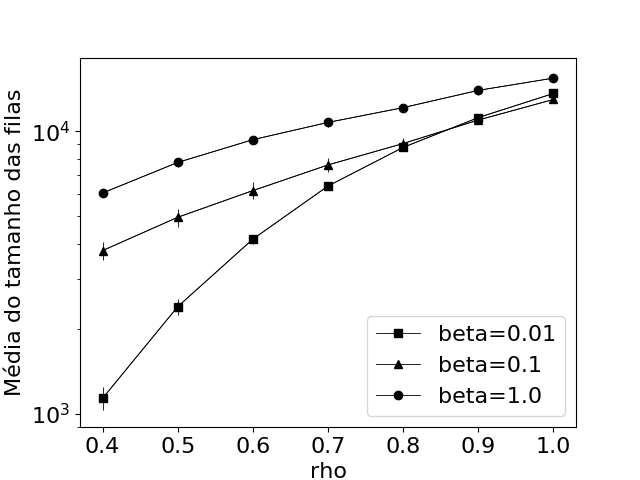 Média do tamanho das filas
10^4
10^3
beta=0.01
beta=0.1
beta=1.0
0.4 0.5 0.6 0.7 0.8 0.9 1.0
rho